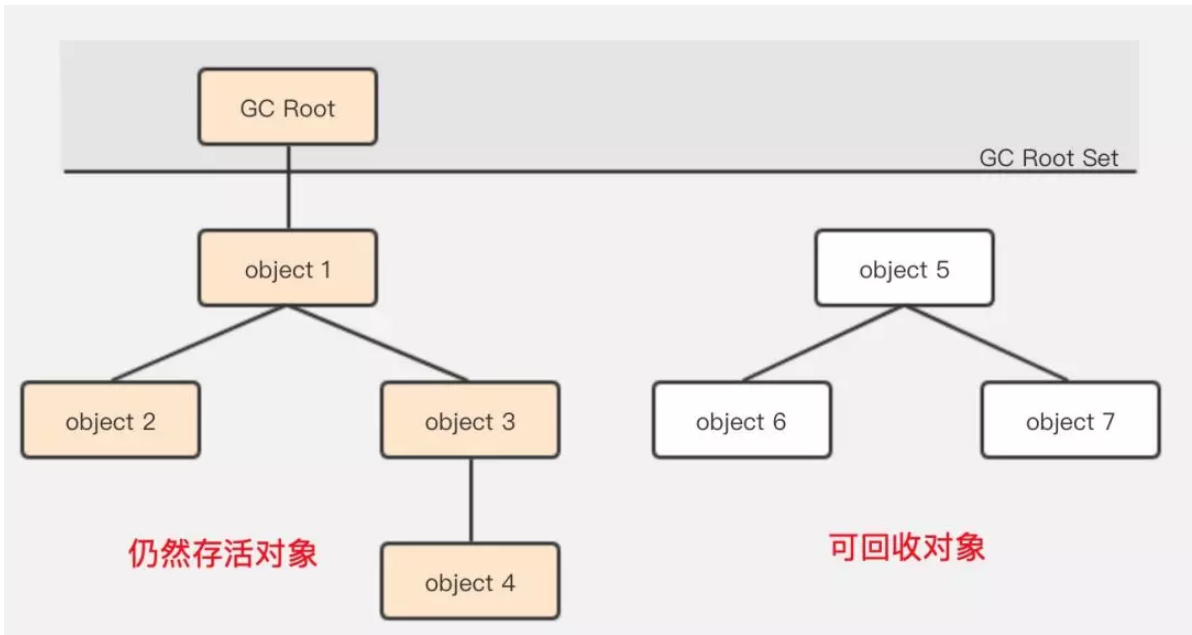 GC Root
GC Root Set
object 1
object 5
object 2
object 3
object 6
object 7
仍然存活对象
可回收对象
object 4